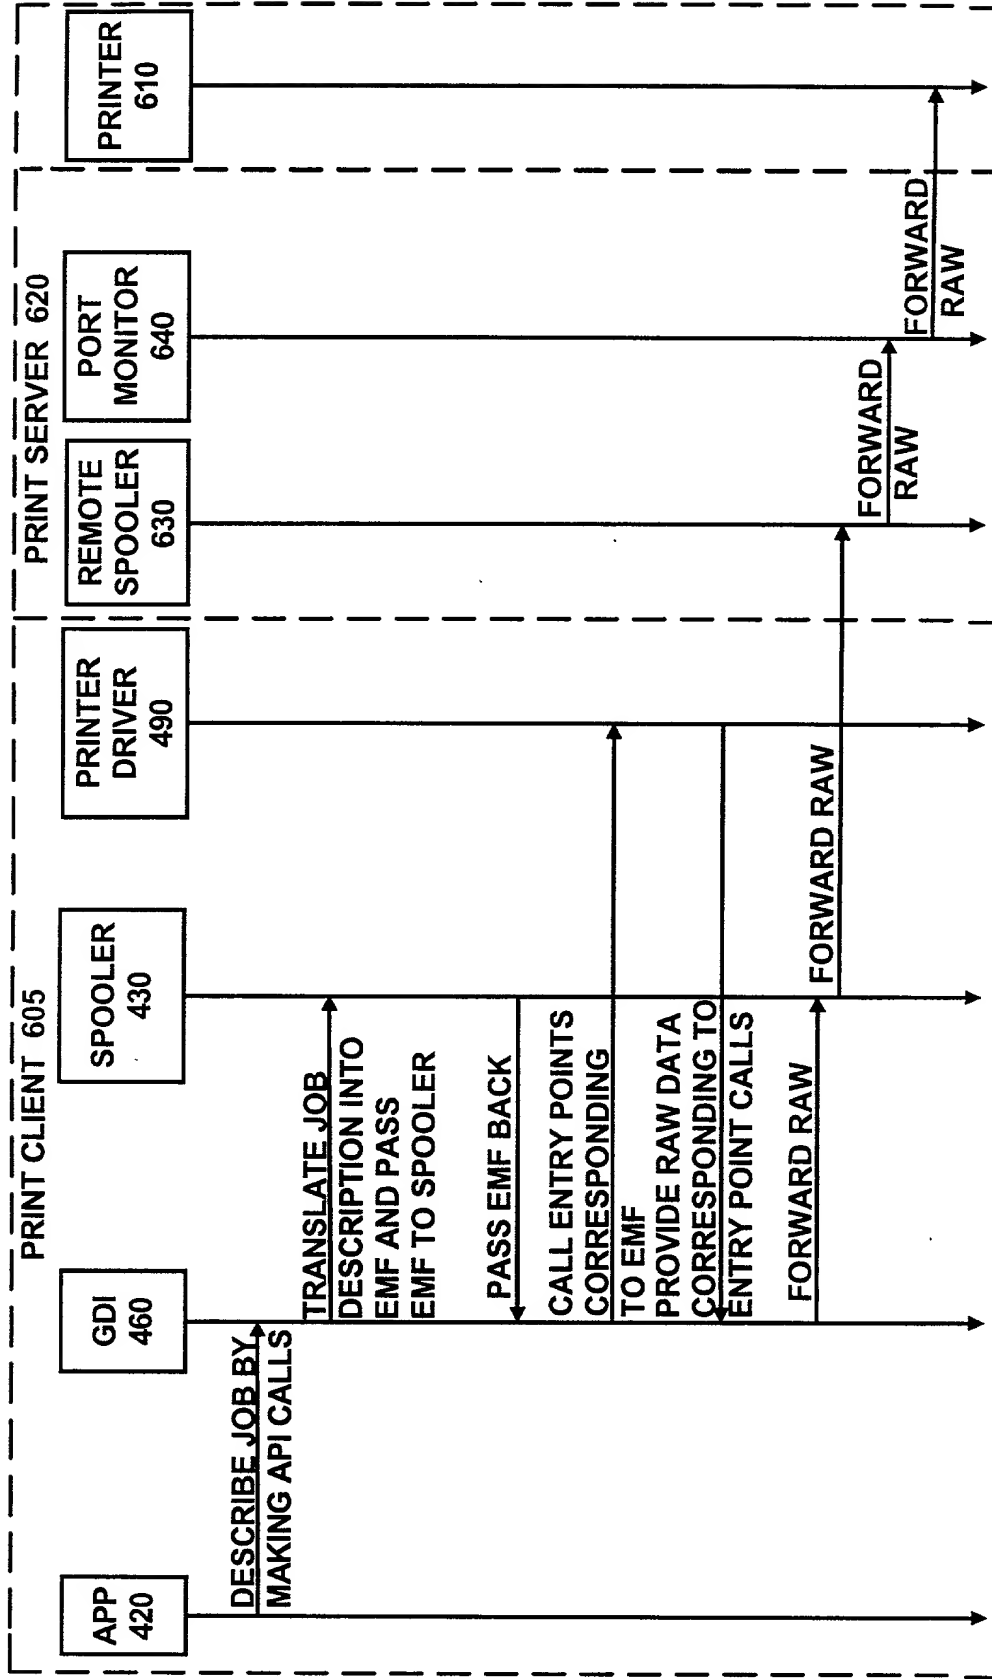 PRINT CLIENT 605
PRINT SERVER 620
APP
420
GDI
460
SPOOLER
430
PRINTER
DRIVER
490
REMOTE
SPOOLER
630
PORT
MONITOR
640
PRINTER
610
DESCRIBE JOB BY
MAKING API CALLS
TRANSLATE JOB
DESCRIPTION INTO
EMF AND PASS
EMF TO SPOOLER
PASS EMF BACK
CALL ENTRY POINTS
CORRESPONDING
TO EMF
PROVIDE RAW DATA
CORRESPONDING TO
ENTRY POINT CALLS
FORWARD RAW
FORWARD RAW
FORWARD
RAW
FORWARD
RAW